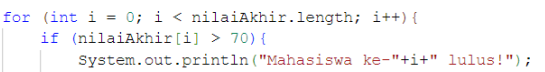 for (int i = 0; i < nilaiAkhir.length; i++){
if (nilaiAkhir[i] > 70){
System.out.println("Mahasiswa ke-"+i+" lulus!");